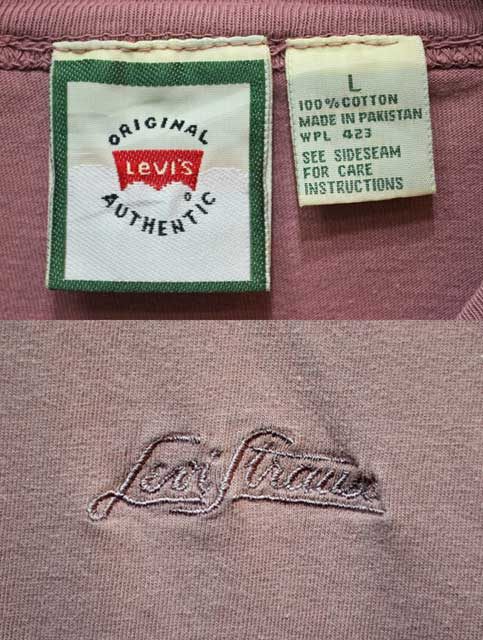 ORIGINAL
LEVI'S
AUTHENTIC
L
100% COTTON
MADE IN PAKISTAN
WPL 423
SEE SIDESEAM
FOR CARE
INSTRUCTIONS
Levi Strauss